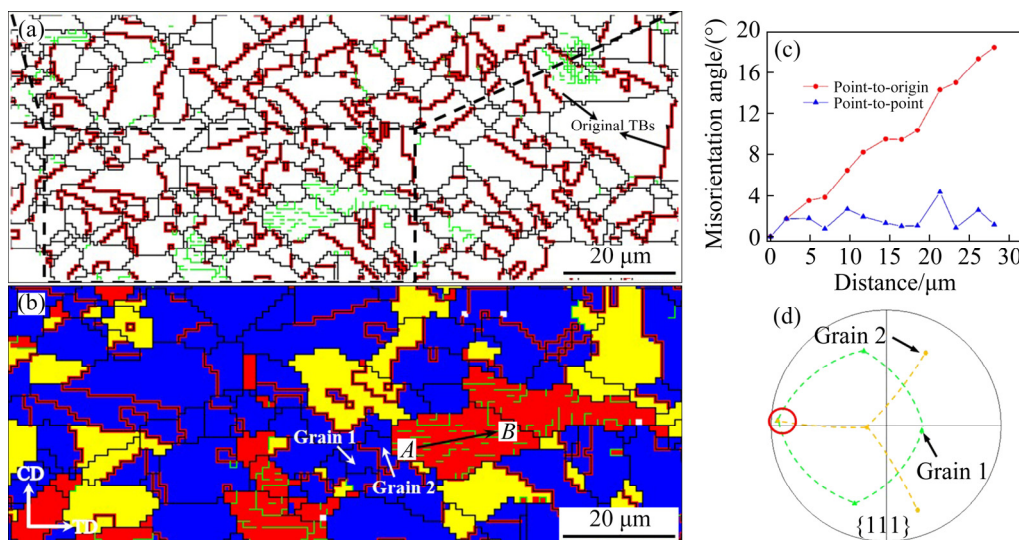 (a)
Original TBs
20 μm
(b)
Grain 1
A
B
Grain 2
CD
TD
20 μm
(c)
Misorientation angle/(°)
20
16
12
8
4
0
Point-to-origin
Point-to-point
0 5 10 15 20 25 30
Distance/μm
(d)
Grain 2
Grain 1
{111}